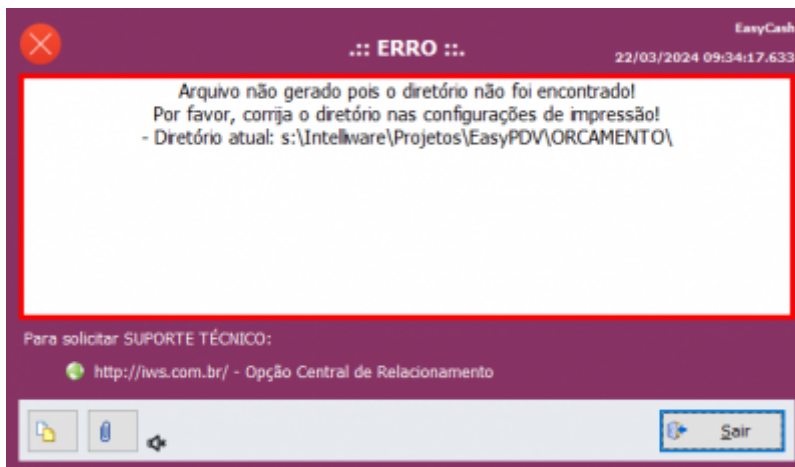 EasyCash
.:: ERRO ::.
22/03/2024 09:34:17.633
Arquivo não gerado pois o diretório não foi encontrado!
Por favor, corrija o diretório nas configurações de impressão!
- Diretório atual: s:\Intelliware\Projetos\EasyPDV\ORCAMENTO\
Para solicitar SUPORTE TÉCNICO:
http://iws.com.br/ - Opção Central de Relacionamento
Sair